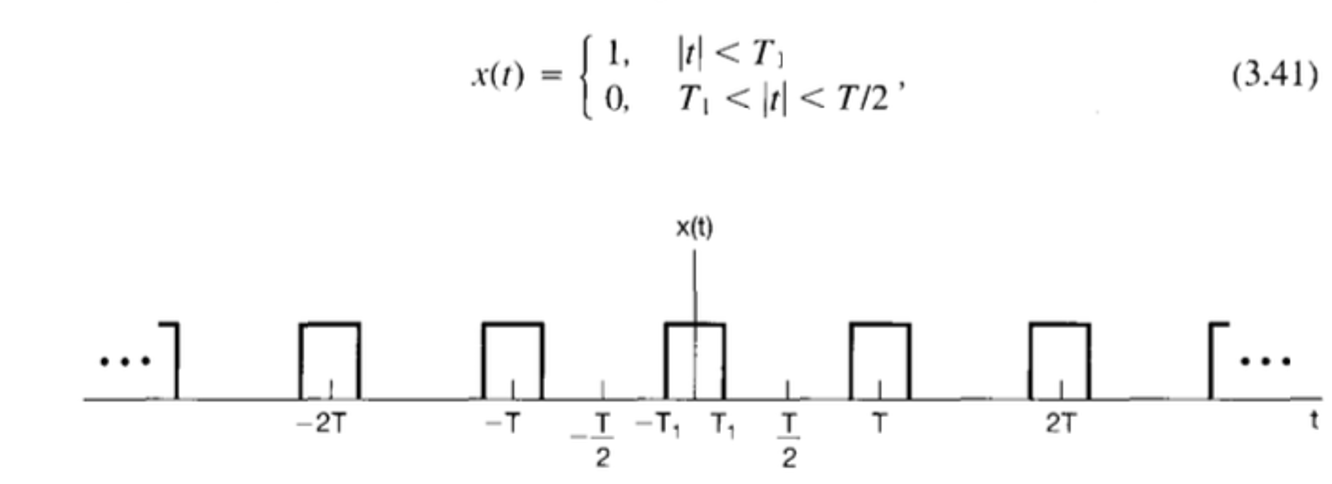 x(t) = { 1, |t| < T₁
0, T₁ < |t| < T/2 ,
(3.41)
x(t)
... ...
−2T −T −T/2 −T₁ T₁ T/2 T 2T t